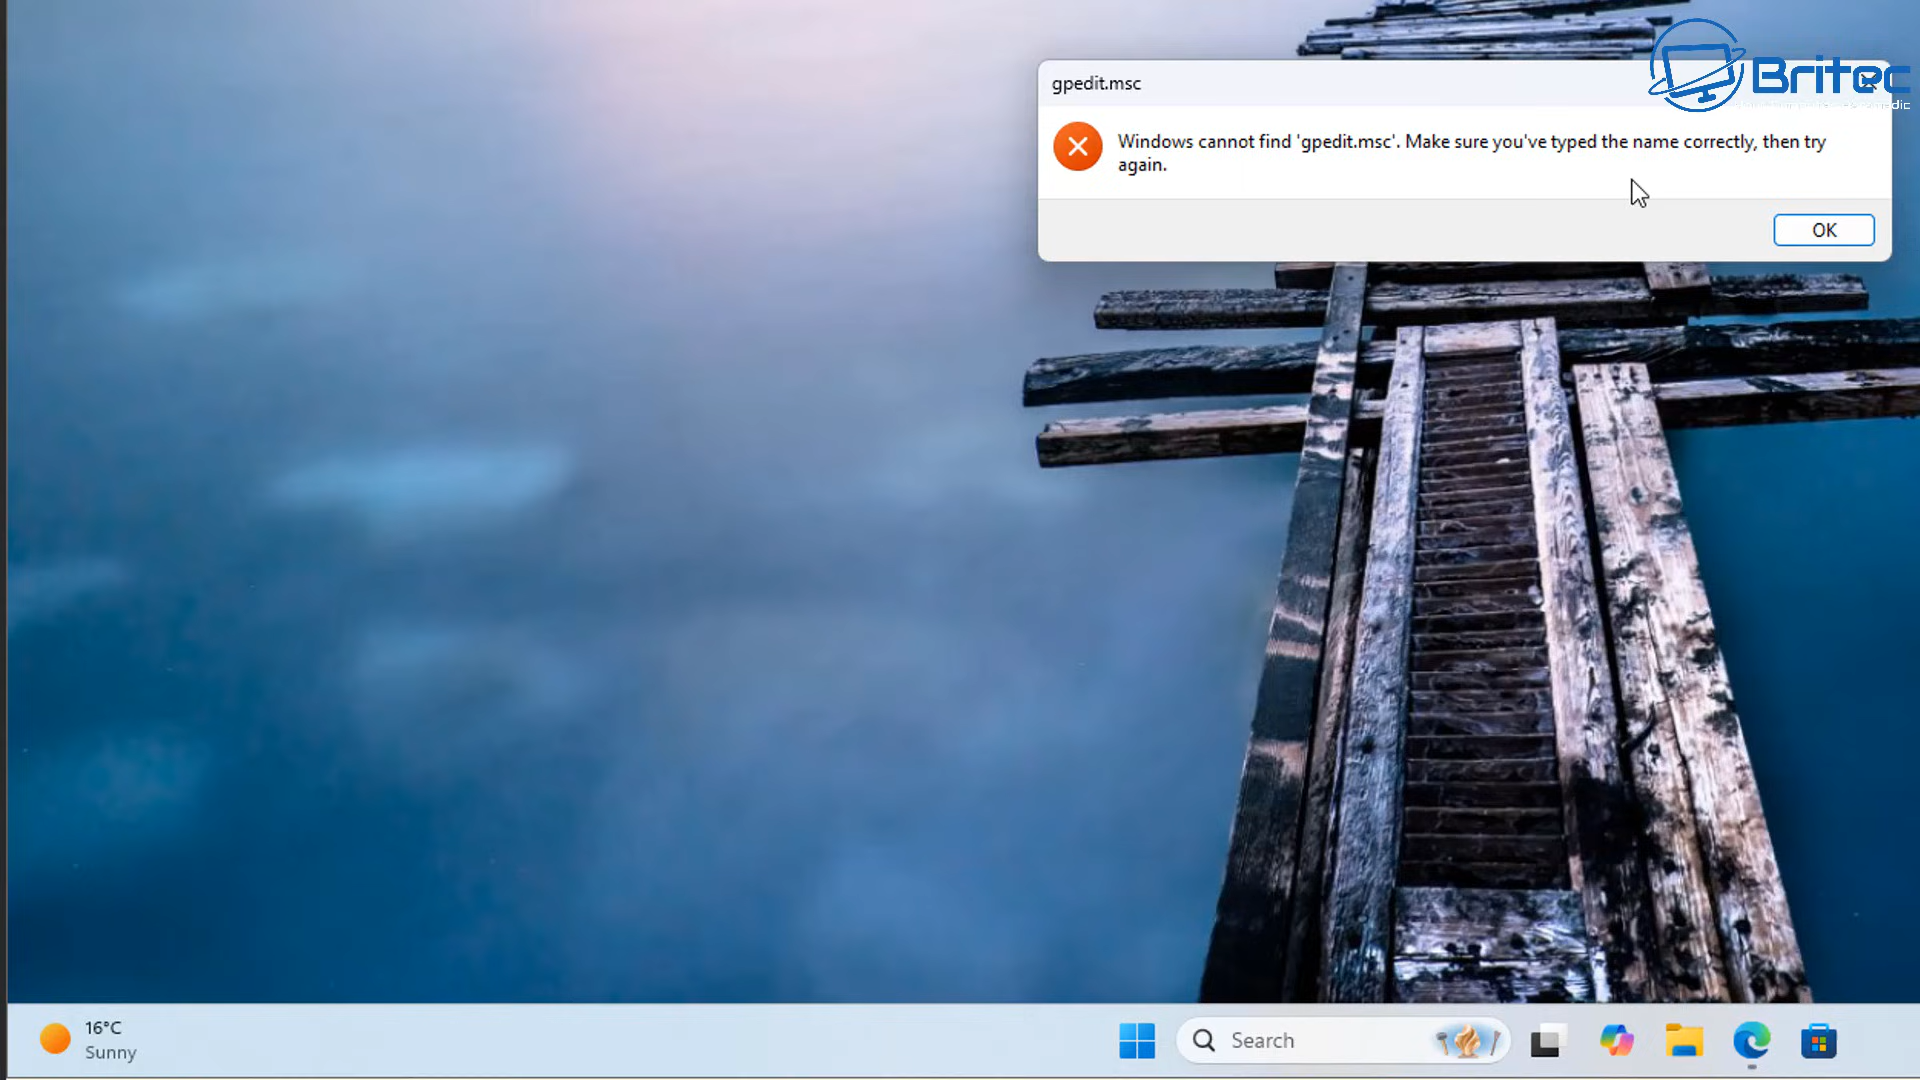 Britec
gpedit.msc
Windows cannot find 'gpedit.msc'. Make sure you've typed the name correctly, then try
again.
OK
16°C
Sunny
Search